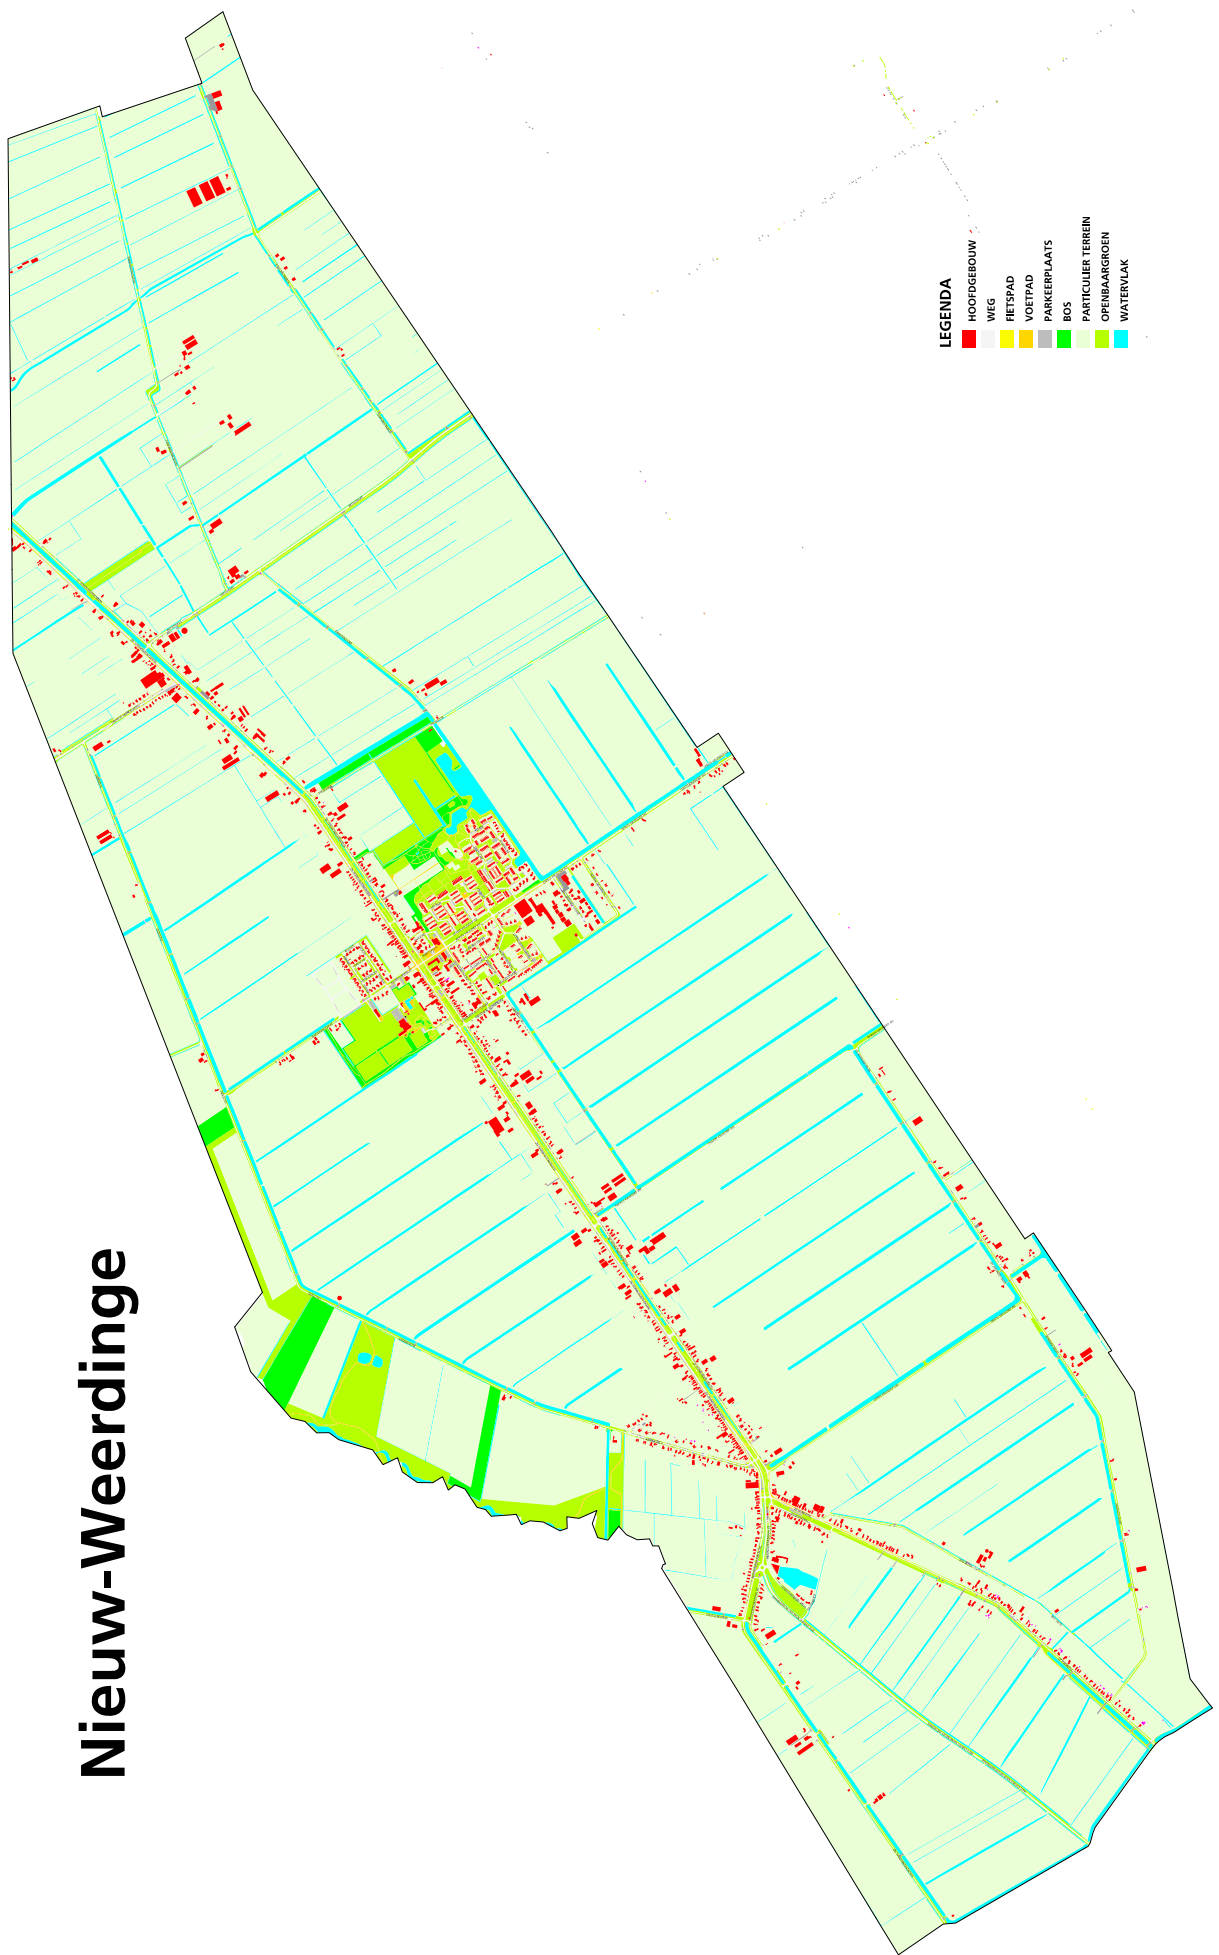 Nieuw-Weerdinge
LEGENDA
HOOFDGEBOUW
WEG
FIETSPAD
VOETPAD
PARKEERPLAATS
BOS
PARTICULIER TERREIN
OPENBAARGROEN
WATERVLAK